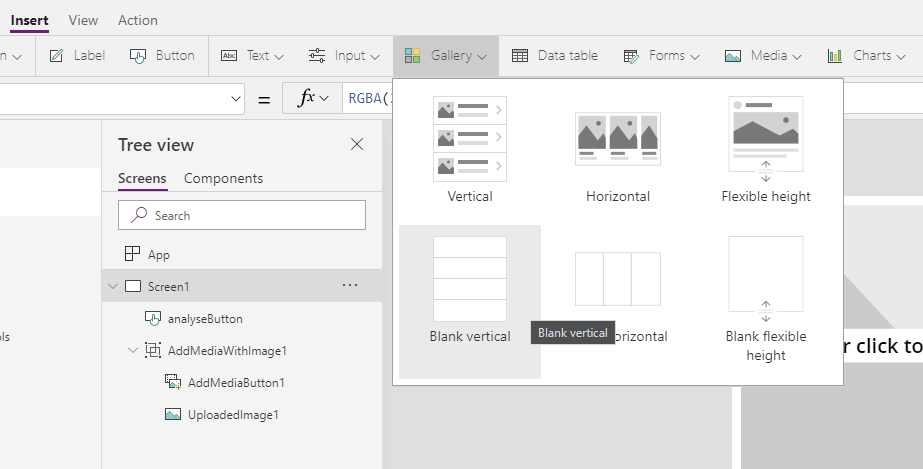 Insert View Action
n Label Button Abc Text Input Gallery Data table Forms Media Charts
= fx RGBA(
Tree view
Screens Components
Search
App
Screen1 ...
analyseButton
AddMediaWithImage1
AddMediaButton1
UploadedImage1
ols
Vertical Horizontal Flexible height
Blank vertical Blank vertical orizontal Blank flexible
height
r click to